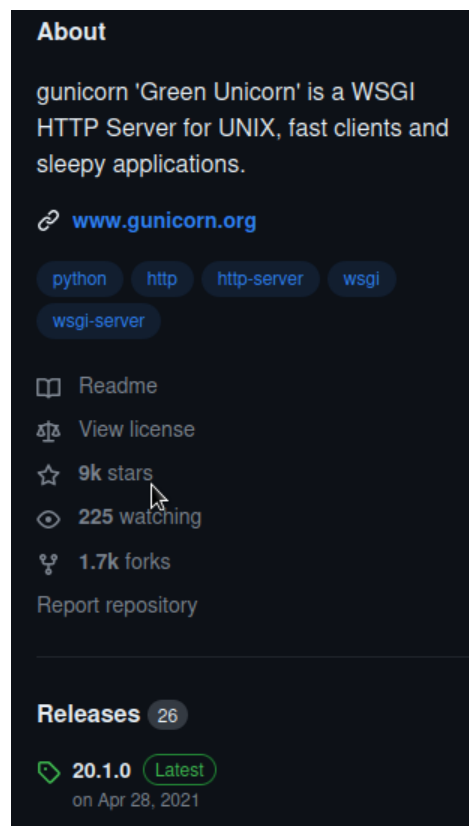 About
gunicorn 'Green Unicorn' is a WSGI
HTTP Server for UNIX, fast clients and
sleepy applications.
www.gunicorn.org
python http http-server wsgi
wsgi-server
Readme
View license
9k stars
225 watching
1.7k forks
Report repository
Releases 26
20.1.0 Latest
on Apr 28, 2021